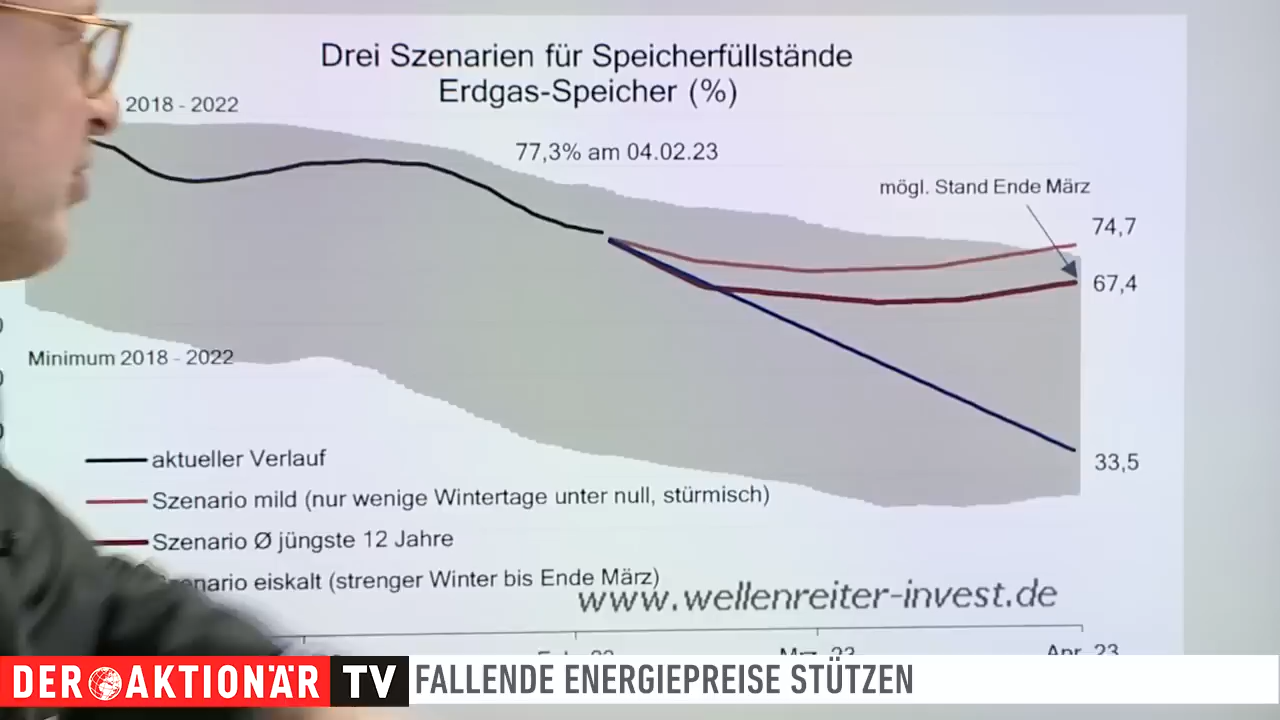 Drei Szenarien für Speicherfüllstände
Erdgas-Speicher (%)
2018 - 2022
77,3% am 04.02.23
mögl. Stand Ende März
74,7
67,4
Minimum 2018 - 2022
33,5
aktueller Verlauf
Szenario mild (nur wenige Wintertage unter null, stürmisch)
Szenario Ø jüngste 12 Jahre
eiskalt (strenger Winter bis Ende März)
www.wellenreiter-invest.de
DER AKTIONÄR TV FALLENDE ENERGIEPREISE STÜTZEN